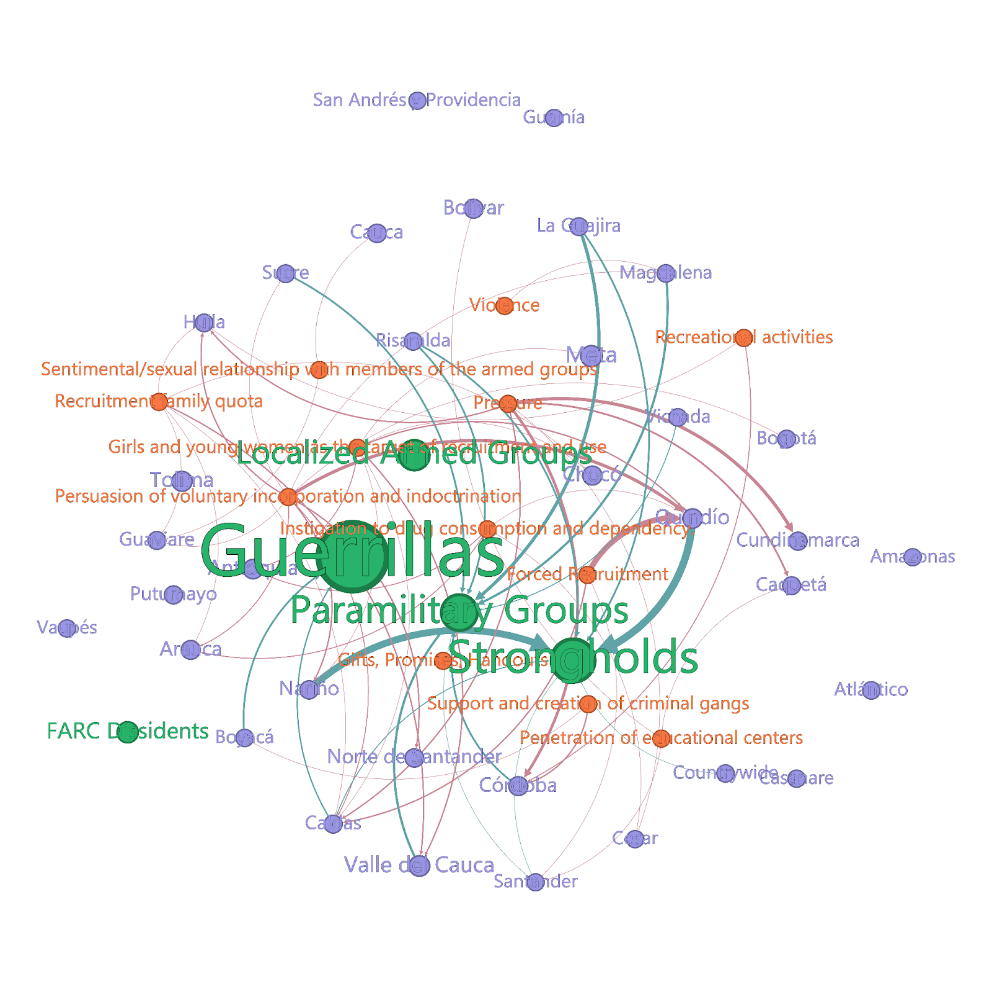 San Andrés y Providencia
Guainía
Bolívar
Cauca
La Guajira
Sucre
Magdalena
Violence
Huila
Risaralda
Recreational activities
Meta
Sentimental/sexual relationship with members of the armed groups
Recruitment family quota
Pressure
Vichada
Bogotá
Girls and young women as the target of recruitment and use
Localized Armed Groups
Chocó
Tolima
Persuasion of voluntary incorporation and indoctrination
Quindío
Instigation to drug consumption and dependency
Guaviare
Cundinamarca
Guerrillas
Amazonas
Antioquia
Forced Recruitment
Caquetá
Putumayo
Paramilitary Groups
Vaupés
Arauca
Strongholds
Gifts, Promises, Handouts
Nariño
Atlántico
Support and creation of criminal gangs
FARC Dissidents
Boyacá
Penetration of educational centers
Norte de Santander
Countrywide
Casanare
Córdoba
Caldas
Cesar
Valle del Cauca
Santander